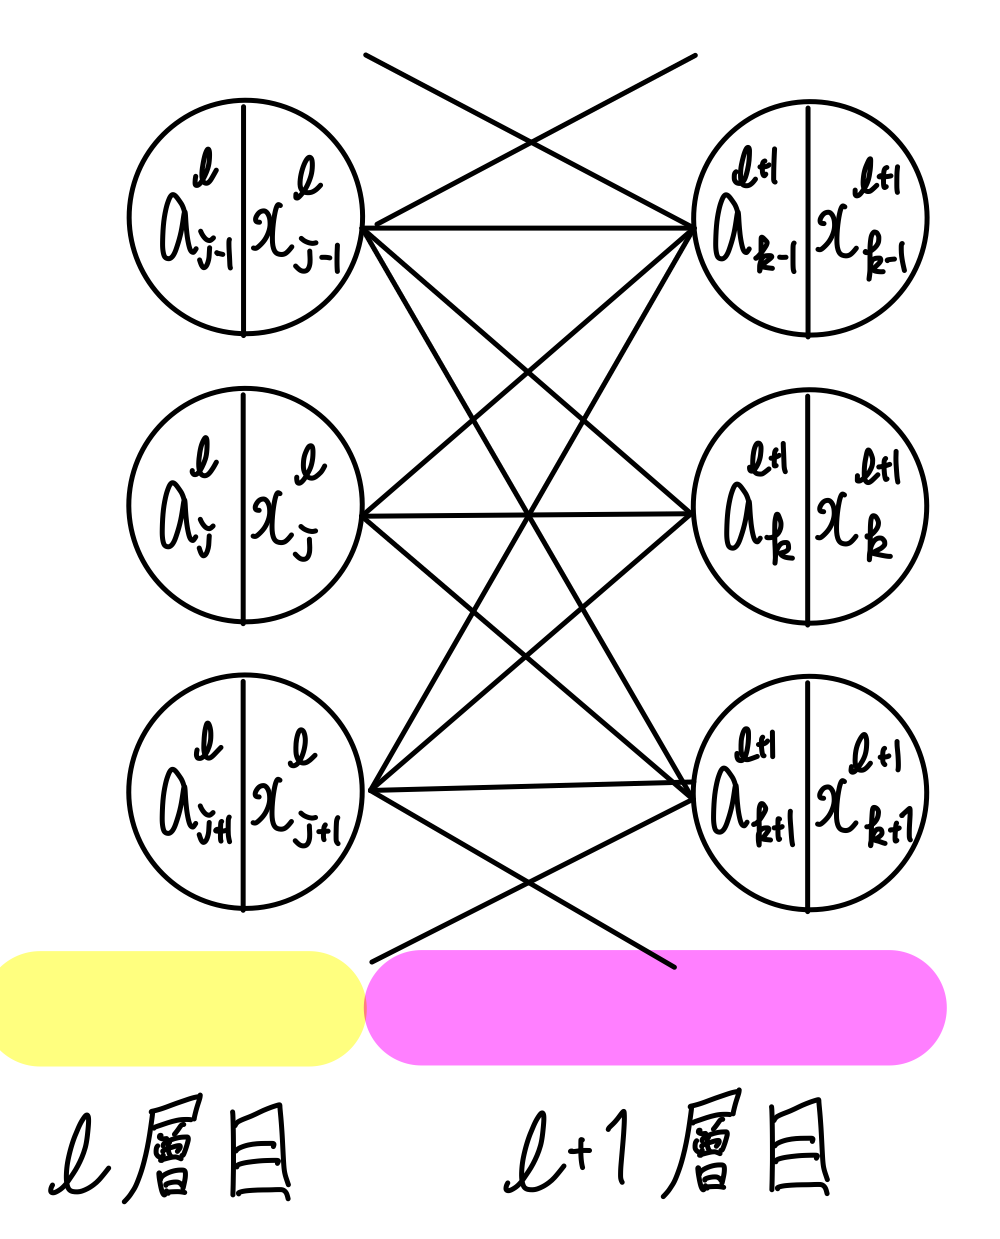 a^l_{j-1} x^l_{j-1} a^{l+1}_{k-1} x^{l+1}_{k-1}
a^l_j x^l_j a^{l+1}_k x^{l+1}_k
a^l_{j+1} x^l_{j+1} a^{l+1}_{k+1} x^{l+1}_{k+1}
l層目 l+1層目